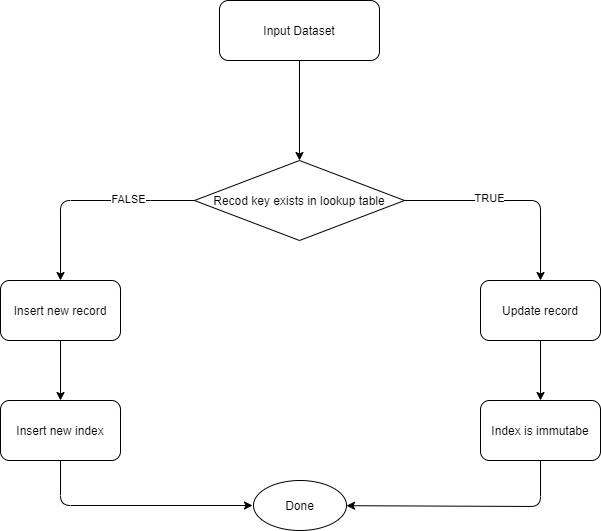 Input Dataset
Recod key exists in lookup table
FALSE
TRUE
Insert new record
Update record
Insert new index
Index is immutabe
Done